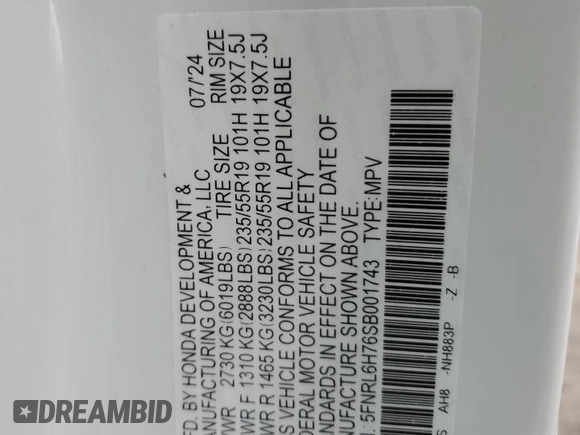 FD. BY HONDA DEVELOPMENT &
ANUFACTURING OF AMERICA, LLC 07/'24
VWR 2730 KG(6019LBS) TIRE SIZE RIM SIZE
WR F 1310 KG(2888LBS)235/55R19 101H 19X7.5J
WR R 1465 KG(3230LBS)235/55R19 101H 19X7.5J
S VEHICLE CONFORMS TO ALL APPLICABLE
DERAL MOTOR VEHICLE SAFETY
ANDARDS IN EFFECT ON THE DATE OF
NUFACTURE SHOWN ABOVE.
: 5FNRL6H76SB001743 TYPE:MPV
S AH8 -NH883P -Z -B
DREAMBID